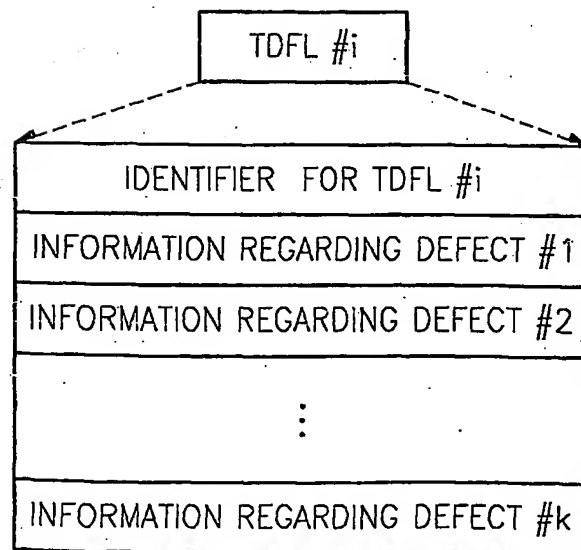 TDFL #i
IDENTIFIER FOR TDFL #i
INFORMATION REGARDING DEFECT #1
INFORMATION REGARDING DEFECT #2
⋮
INFORMATION REGARDING DEFECT #k